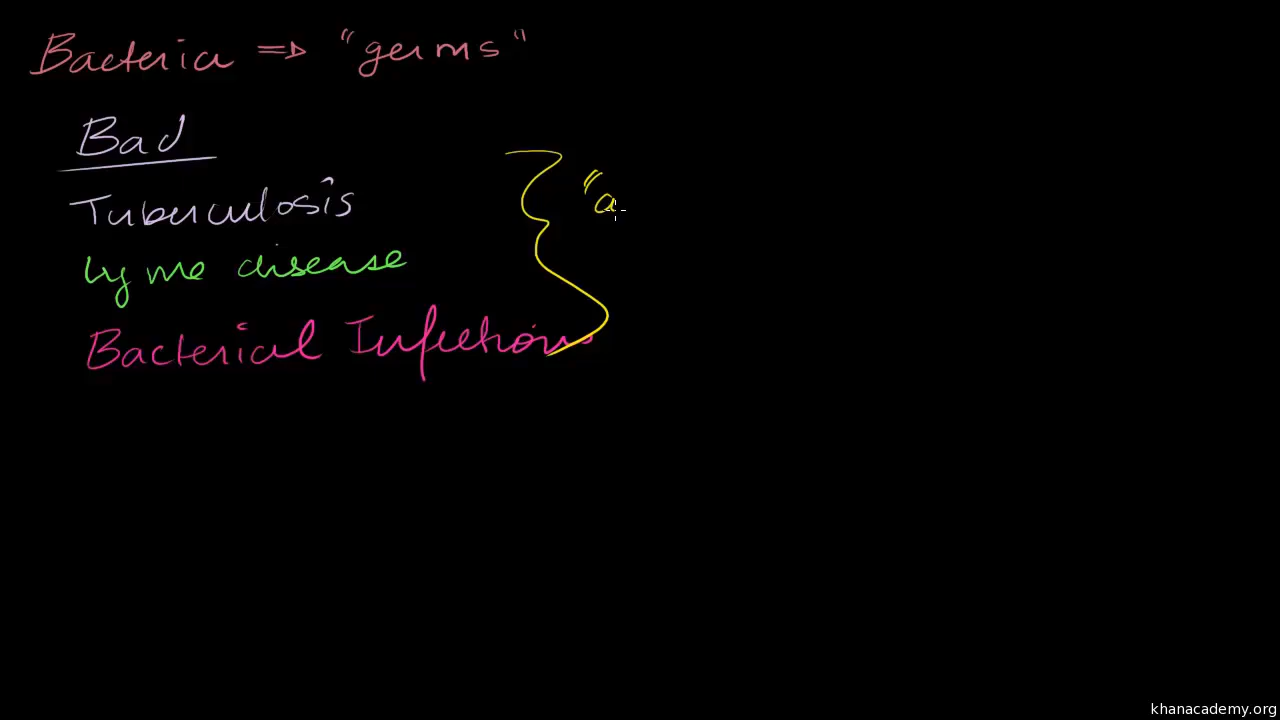 Bacteria ⇒ "germs"
Bad
Tuberculosis
Lyme disease
Bacterial Infections
"a
khanacademy.org